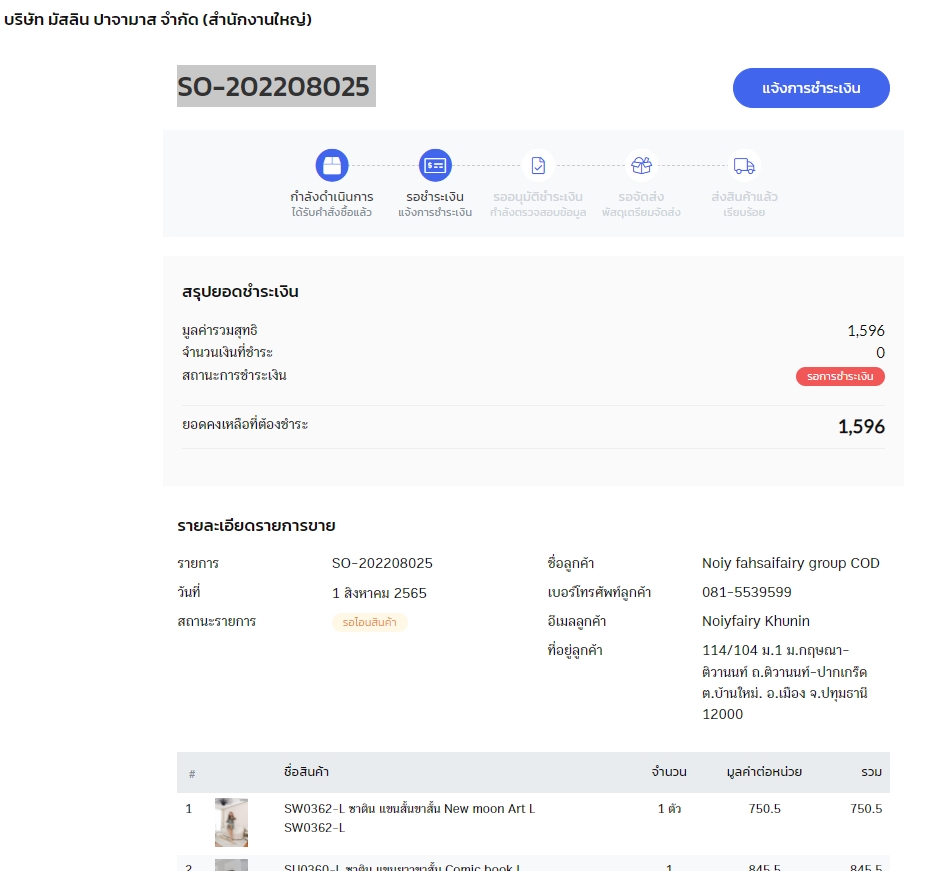 บริษัท มัสลิน ปาจามาส จำกัด (สำนักงานใหญ่)
SO-202208025
แจ้งการชำระเงิน
กำลังดำเนินการ รอชำระเงิน รออนุมัติชำระเงิน รอจัดส่ง ส่งสินค้าแล้ว
ได้รับคำสั่งซื้อแล้ว แจ้งการชำระเงิน กำลังตรวจสอบข้อมูล พัสดุเตรียมจัดส่ง เรียบร้อย
สรุปยอดชำระเงิน
มูลค่ารวมสุทธิ 1,596
จำนวนเงินที่ชำระ 0
สถานะการชำระเงิน รอการชำระเงิน
ยอดคงเหลือที่ต้องชำระ 1,596
รายละเอียดรายการขาย
รายการ SO-202208025 ชื่อลูกค้า Noiy fahsaifairy group COD
วันที่ 1 สิงหาคม 2565 เบอร์โทรศัพท์ลูกค้า 081-5539599
สถานะรายการ รอโอนสินค้า อีเมลลูกค้า Noiyfairy Khunin
ที่อยู่ลูกค้า 114/104 ม.1 ม.กฤษณา-
ติวานนท์ ถ.ติวานนท์-ปากเกร็ด
ต.บ้านใหม่. อ.เมือง จ.ปทุมธานี
12000
# ชื่อสินค้า จำนวน มูลค่าต่อหน่วย รวม
1 SW0362-L ซาติน แขนสั้นขาสั้น New moon Art L 1 ตัว 750.5 750.5
SW0362-L
2 SU0360-L ซาติน แขนยาวขาสั้น Comic book L 1 845.5 845.5